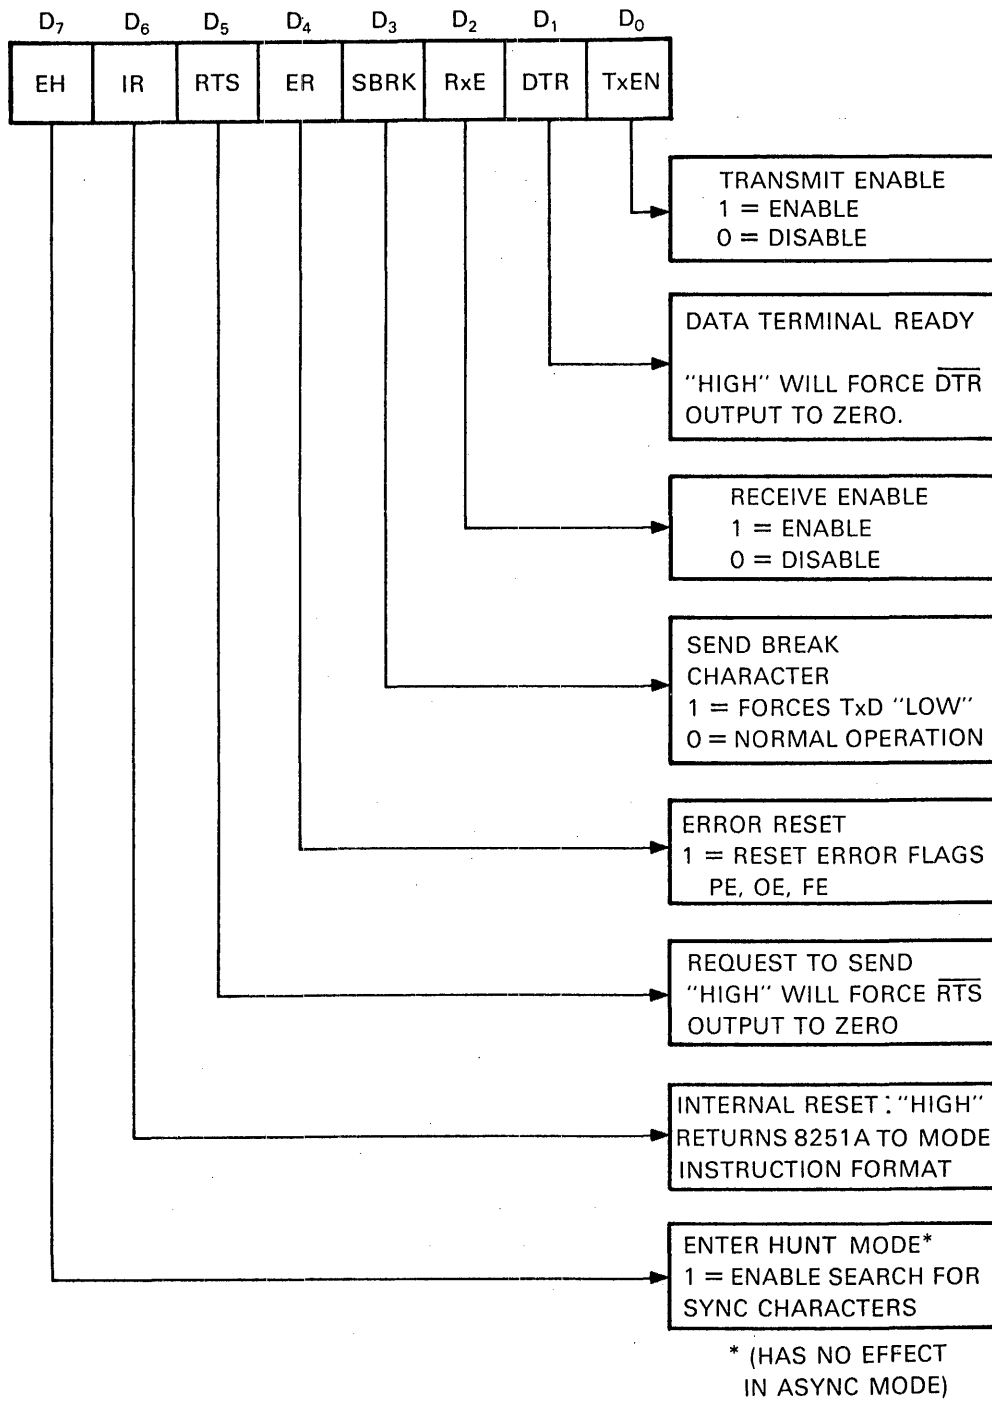 D7 D6 D5 D4 D3 D2 D1 D0
EH IR RTS ER SBRK RxE DTR TxEN
TRANSMIT ENABLE
1 = ENABLE
0 = DISABLE
DATA TERMINAL READY
"HIGH" WILL FORCE D̅T̅R̅
OUTPUT TO ZERO.
RECEIVE ENABLE
1 = ENABLE
0 = DISABLE
SEND BREAK
CHARACTER
1 = FORCES TxD "LOW"
0 = NORMAL OPERATION
ERROR RESET
1 = RESET ERROR FLAGS
PE, OE, FE
REQUEST TO SEND
"HIGH" WILL FORCE R̅T̅S̅
OUTPUT TO ZERO
INTERNAL RESET: "HIGH"
RETURNS 8251A TO MODE
INSTRUCTION FORMAT
ENTER HUNT MODE*
1 = ENABLE SEARCH FOR
SYNC CHARACTERS
* (HAS NO EFFECT
IN ASYNC MODE)